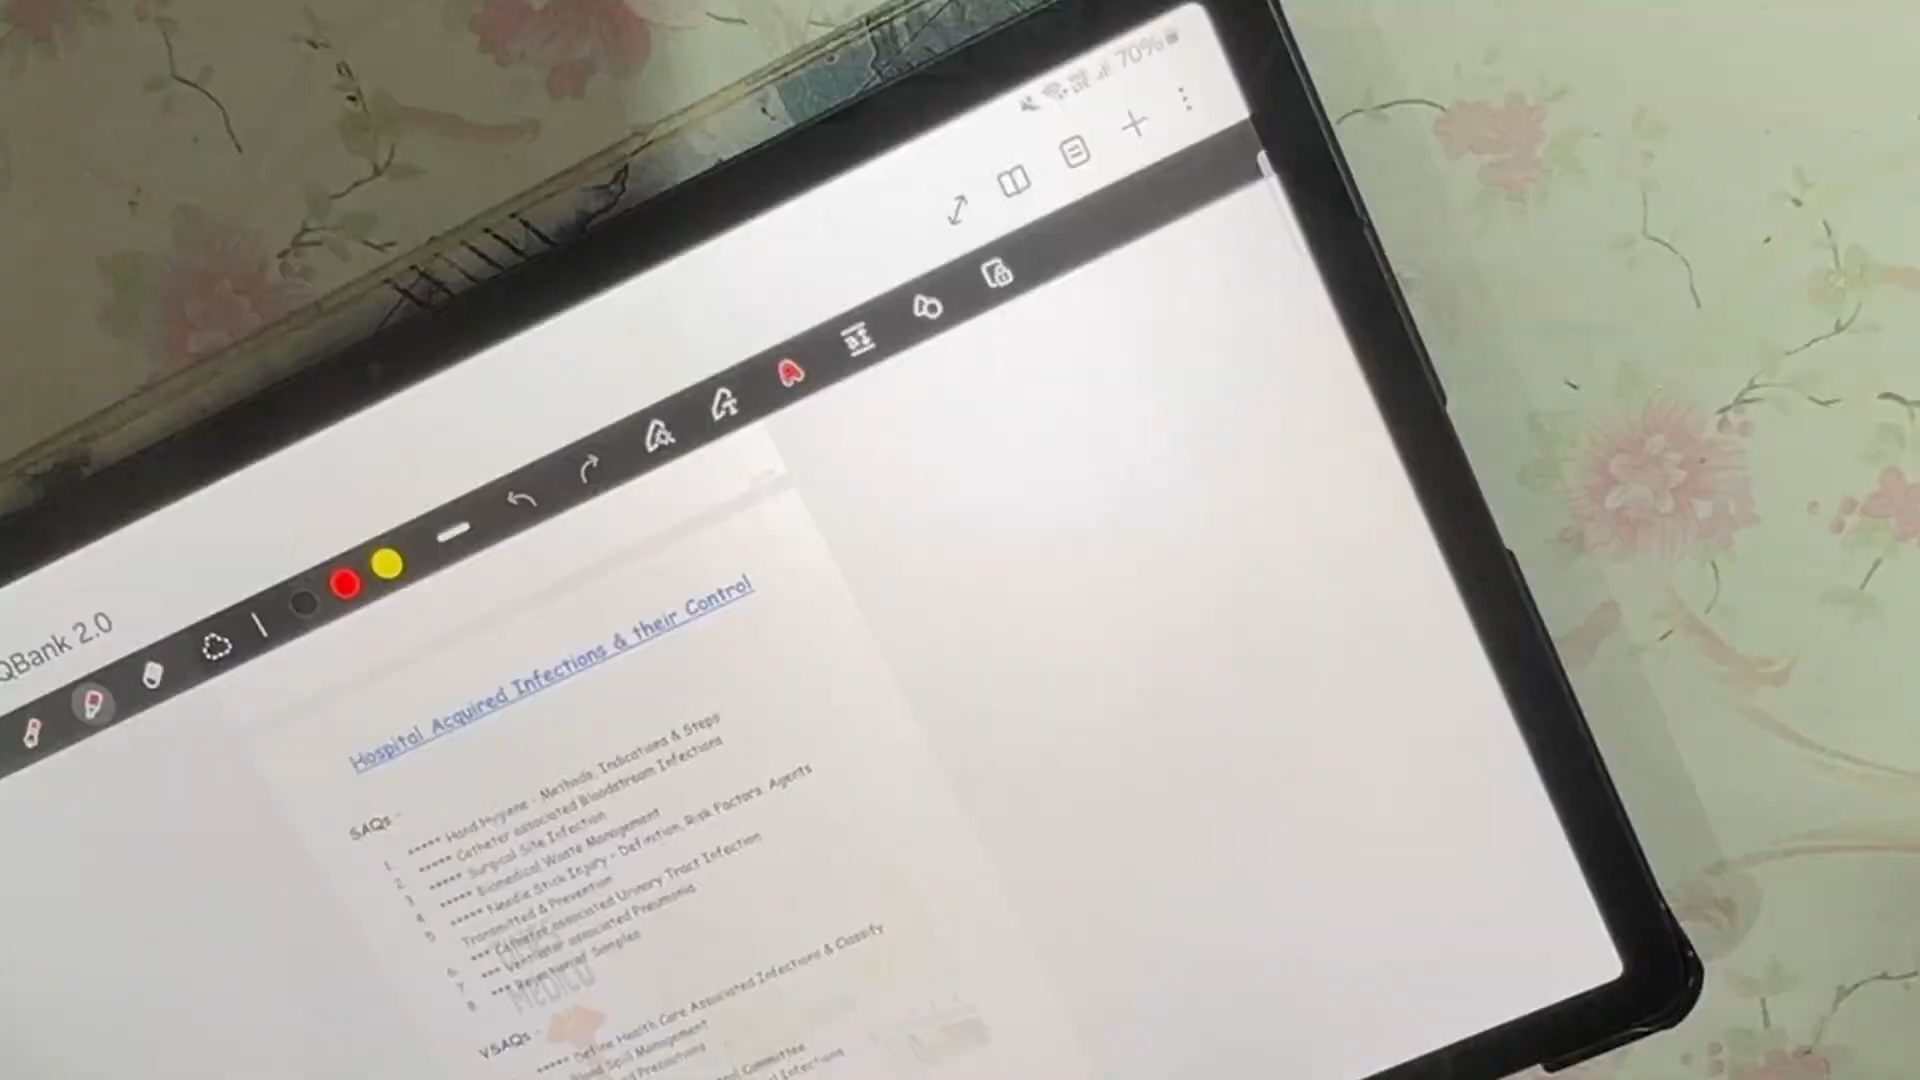 70%
QBank 2.0
Hospital Acquired Infections & their Control
SAQs -
1. ***** Hand Hygiene - Methods, Indications & Steps
2. ***** Catheter associated Bloodstream Infections
3. ***** Surgical Site Infection
4. ***** Biomedical Waste Management
5. ***** Needle Stick Injury - Definition, Risk Factors, Agents
Transmitted & Prevention
6. *** Catheter associated Urinary Tract Infection
7. *** Ventilator associated Pneumonia
8. *** Rejection of Samples
MEDICO
VSAQs -
***** Define Health Care Associated Infections & Classify
Blood Spill Management
Precautions
Committee
Infections